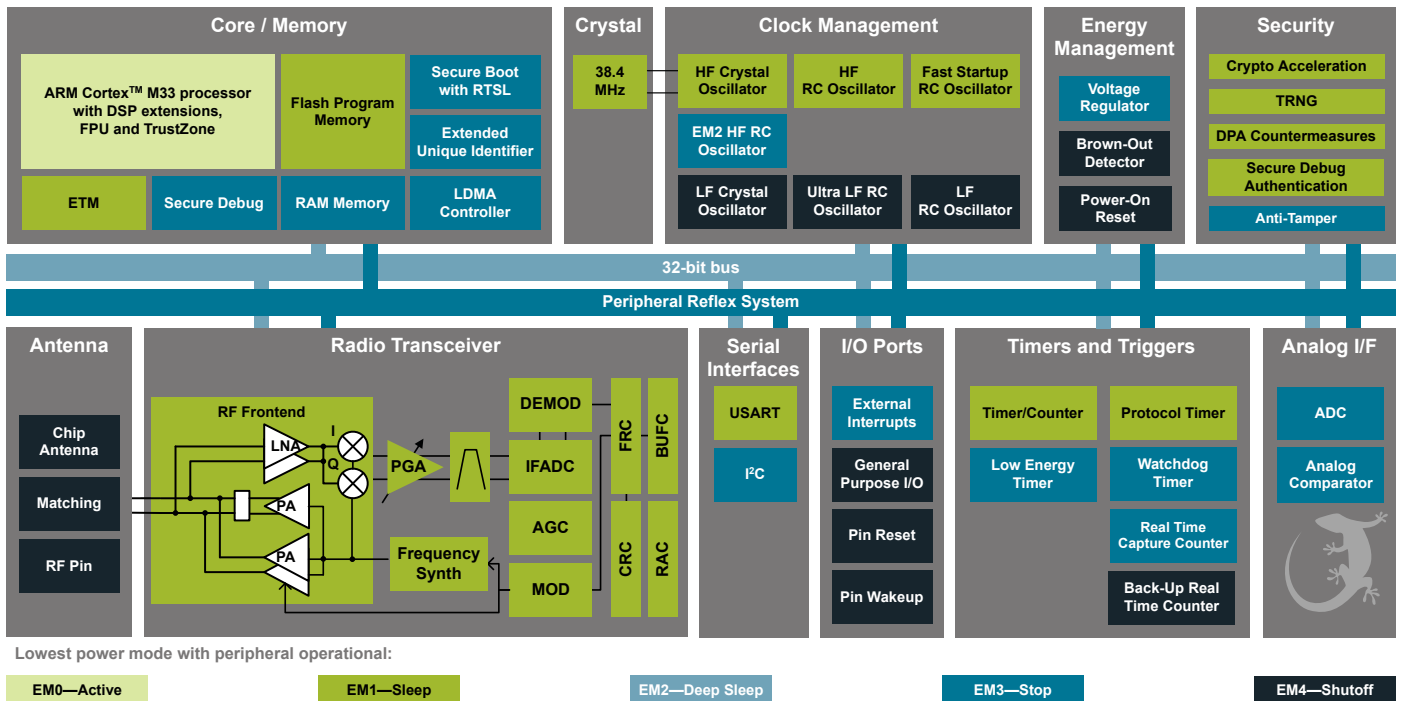 Core / Memory
ARM Cortex™ M33 processor
with DSP extensions,
FPU and TrustZone
Flash Program
Memory
Secure Boot
with RTSL
Extended
Unique Identifier
ETM
Secure Debug
RAM Memory
LDMA
Controller
Crystal
38.4
MHz
Clock Management
HF Crystal
Oscillator
HF
RC Oscillator
Fast Startup
RC Oscillator
EM2 HF RC
Oscillator
LF Crystal
Oscillator
Ultra LF RC
Oscillator
LF
RC Oscillator
Energy
Management
Voltage
Regulator
Brown-Out
Detector
Power-On
Reset
Security
Crypto Acceleration
TRNG
DPA Countermeasures
Secure Debug
Authentication
Anti-Tamper
32-bit bus
Peripheral Reflex System
Antenna
Chip
Antenna
Matching
RF Pin
Radio Transceiver
RF Frontend
LNA
I
Q
PA
PA
PGA
Frequency
Synth
DEMOD
IFADC
AGC
MOD
FRC
BUFC
CRC
RAC
Serial
Interfaces
USART
I²C
I/O Ports
External
Interrupts
General
Purpose I/O
Pin Reset
Pin Wakeup
Timers and Triggers
Timer/Counter
Protocol Timer
Low Energy
Timer
Watchdog
Timer
Real Time
Capture Counter
Back-Up Real
Time Counter
Analog I/F
ADC
Analog
Comparator
Lowest power mode with peripheral operational:
EM0—Active
EM1—Sleep
EM2—Deep Sleep
EM3—Stop
EM4—Shutoff